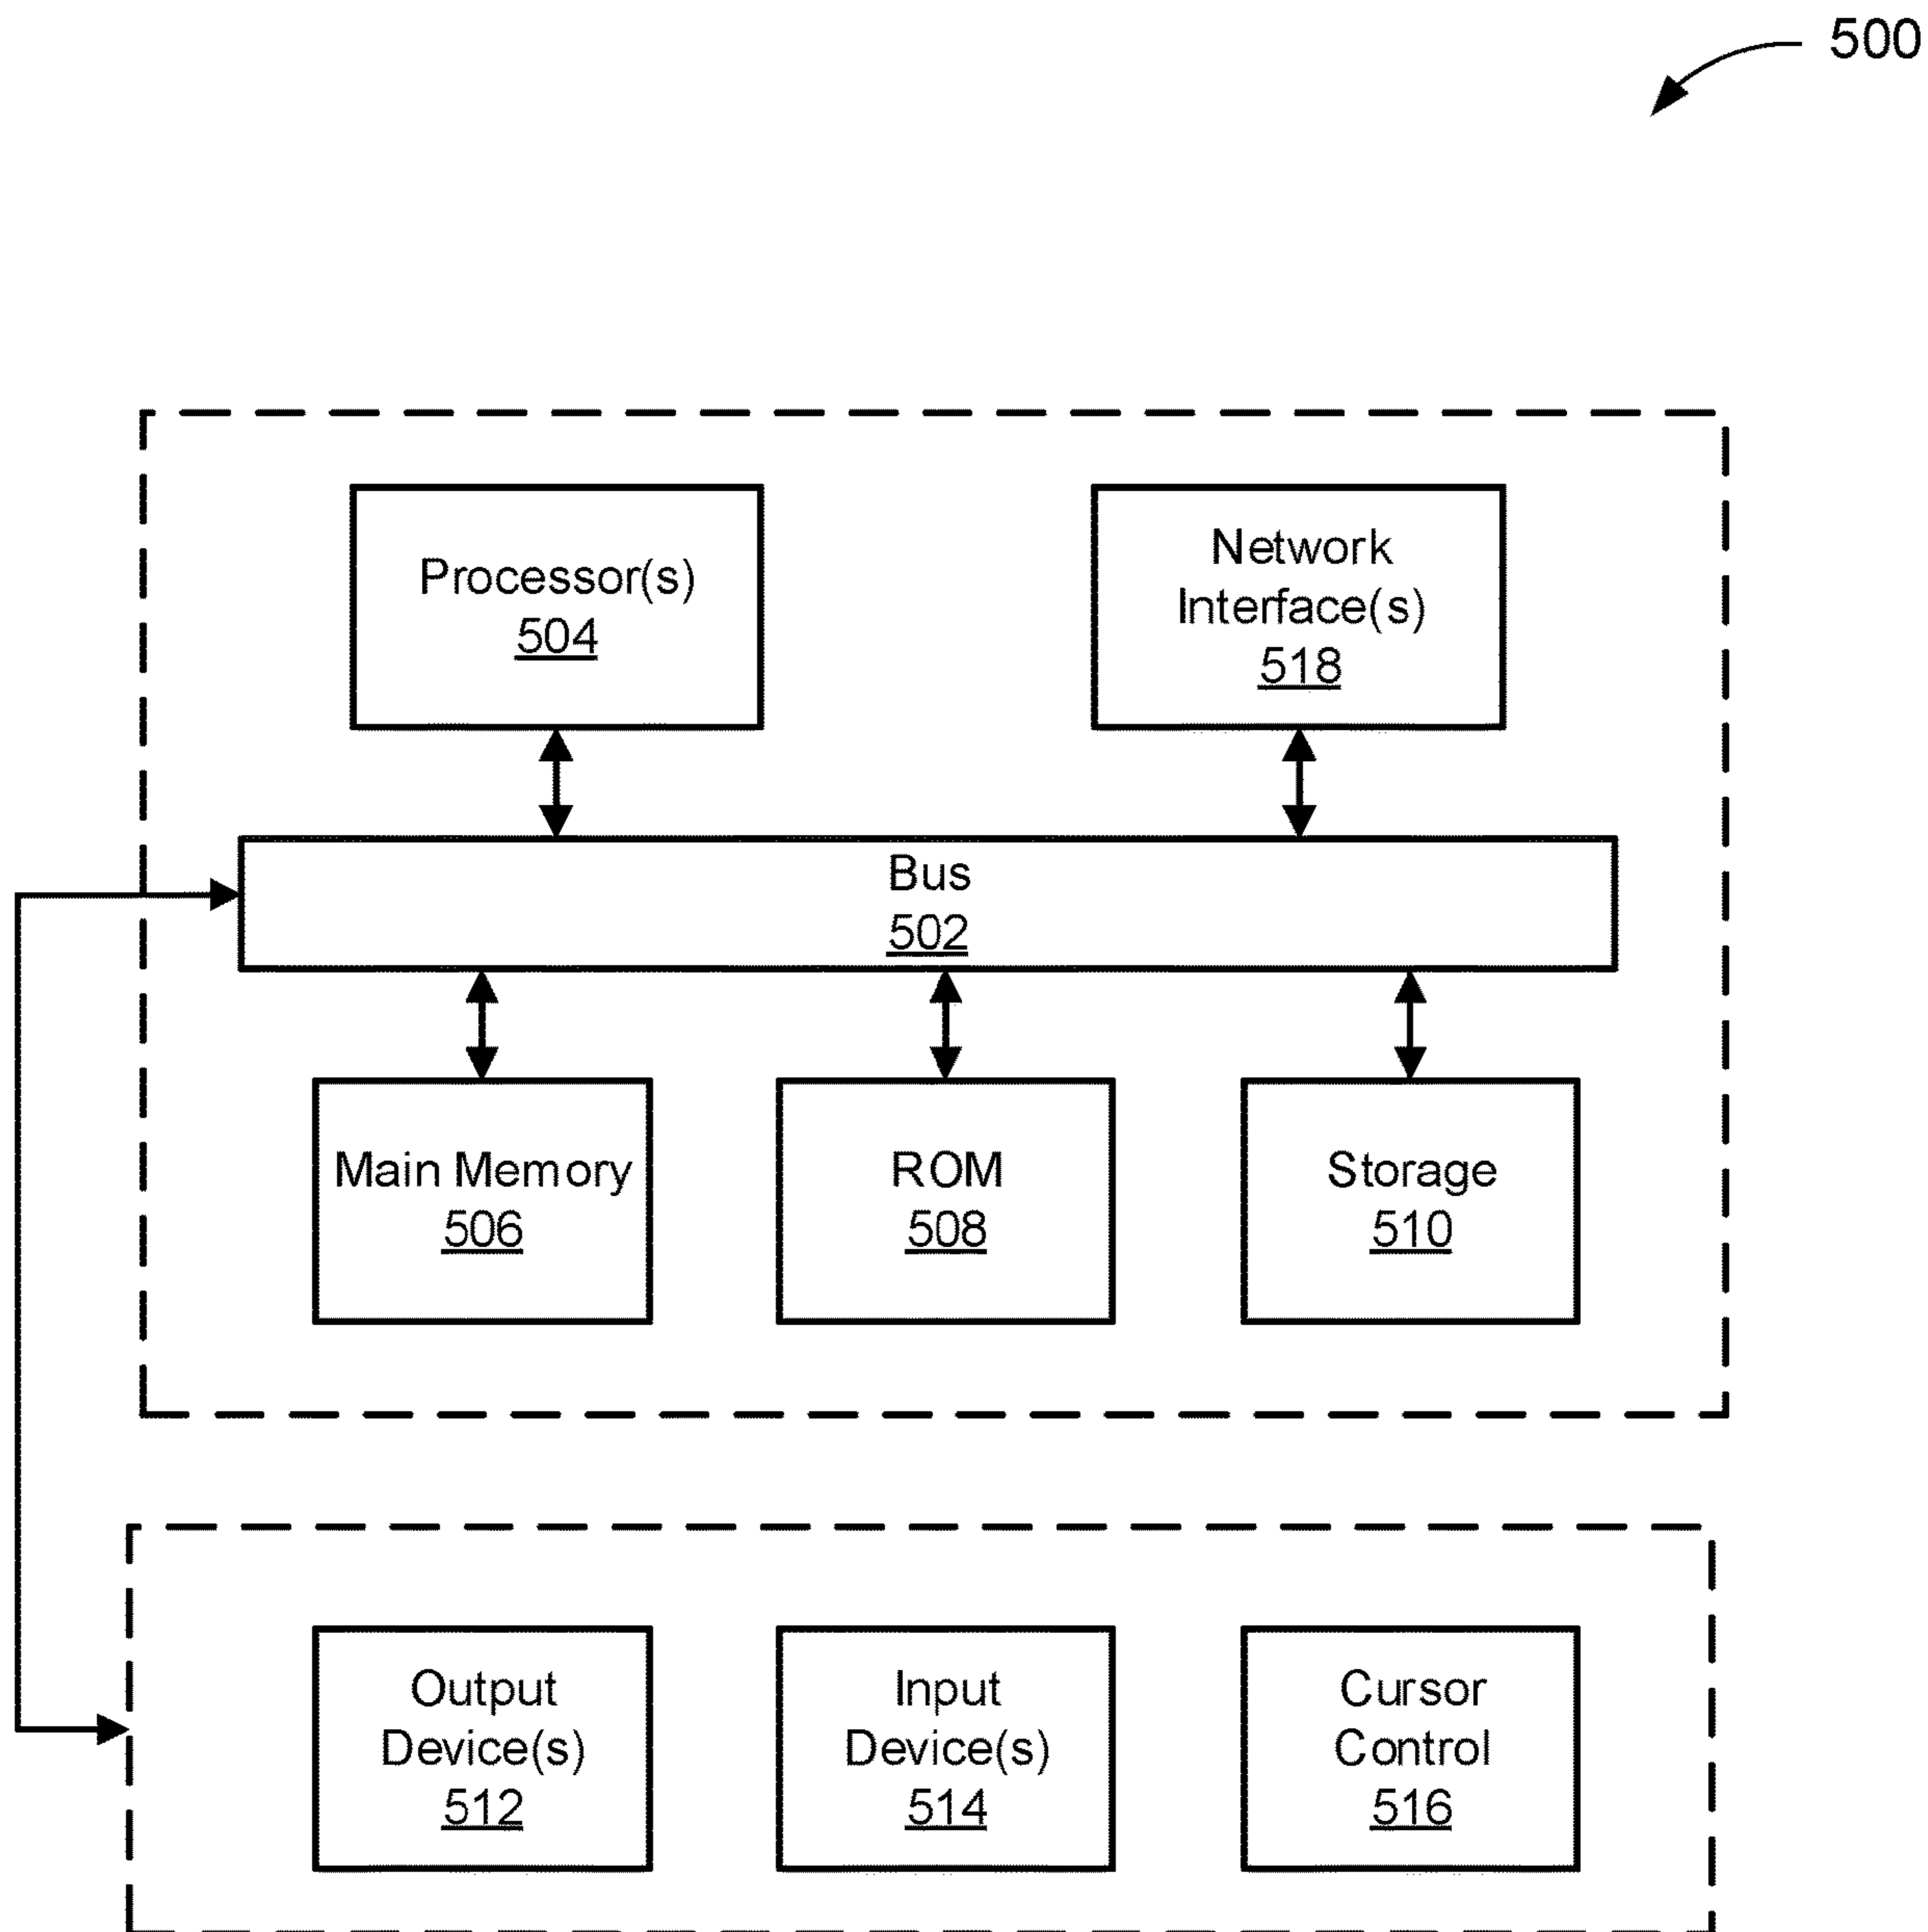 500
Processor(s)
504
Network
Interface(s)
518
Bus
502
Main Memory
506
ROM
508
Storage
510
Output
Device(s)
512
Input
Device(s)
514
Cursor
Control
516